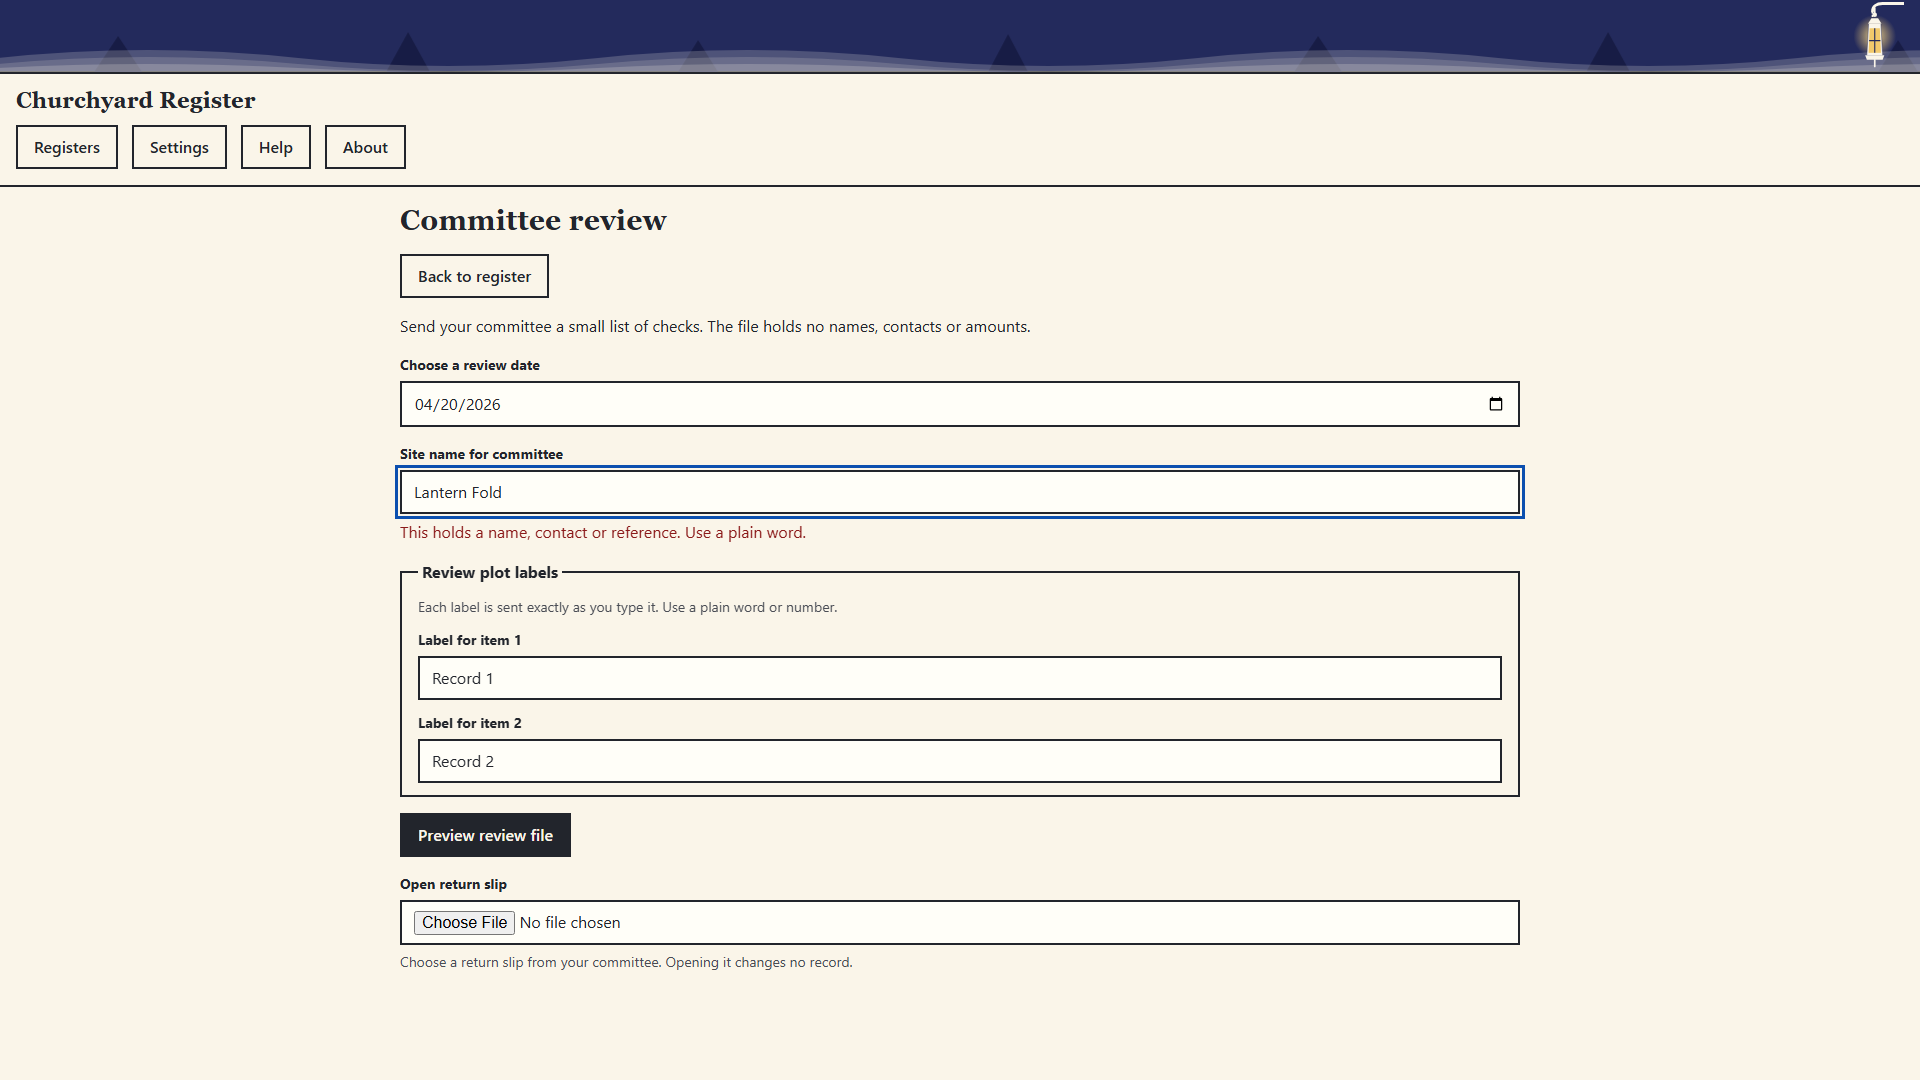 Churchyard Register
Registers
Settings
Help
About
Committee review
Back to register
Send your committee a small list of checks. The file holds no names, contacts or amounts.
Choose a review date
04/20/2026
Site name for committee
Lantern Fold
This holds a name, contact or reference. Use a plain word.
Review plot labels
Each label is sent exactly as you type it. Use a plain word or number.
Label for item 1
Record 1
Label for item 2
Record 2
Preview review file
Open return slip
Choose File No file chosen
Choose a return slip from your committee. Opening it changes no record.